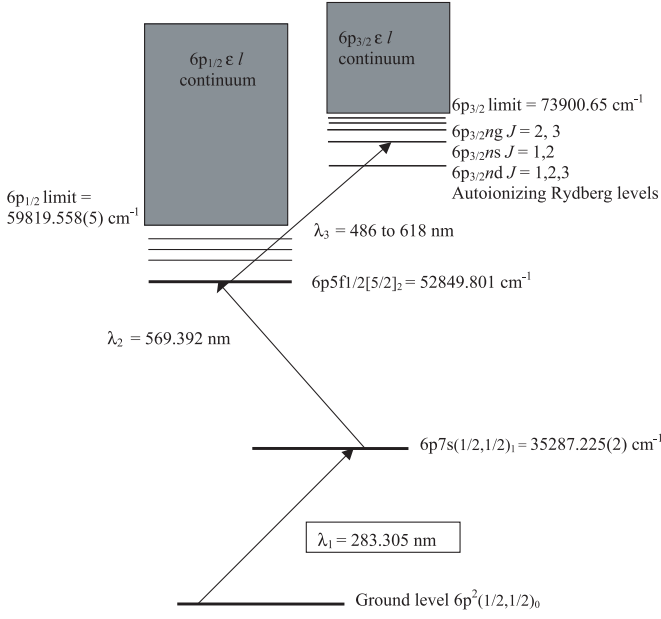 6p1/2 ε l
continuum
6p3/2 ε l
continuum
6p3/2 limit = 73900.65 cm-1
6p3/2ng J = 2, 3
6p3/2ns J = 1,2
6p3/2nd J = 1,2,3
Autoionizing Rydberg levels
6p1/2 limit =
59819.558(5) cm-1
λ3 = 486 to 618 nm
6p5f1/2[5/2]2 = 52849.801 cm-1
λ2 = 569.392 nm
6p7s(1/2,1/2)1 = 35287.225(2) cm-1
λ1 = 283.305 nm
Ground level 6p2(1/2,1/2)0